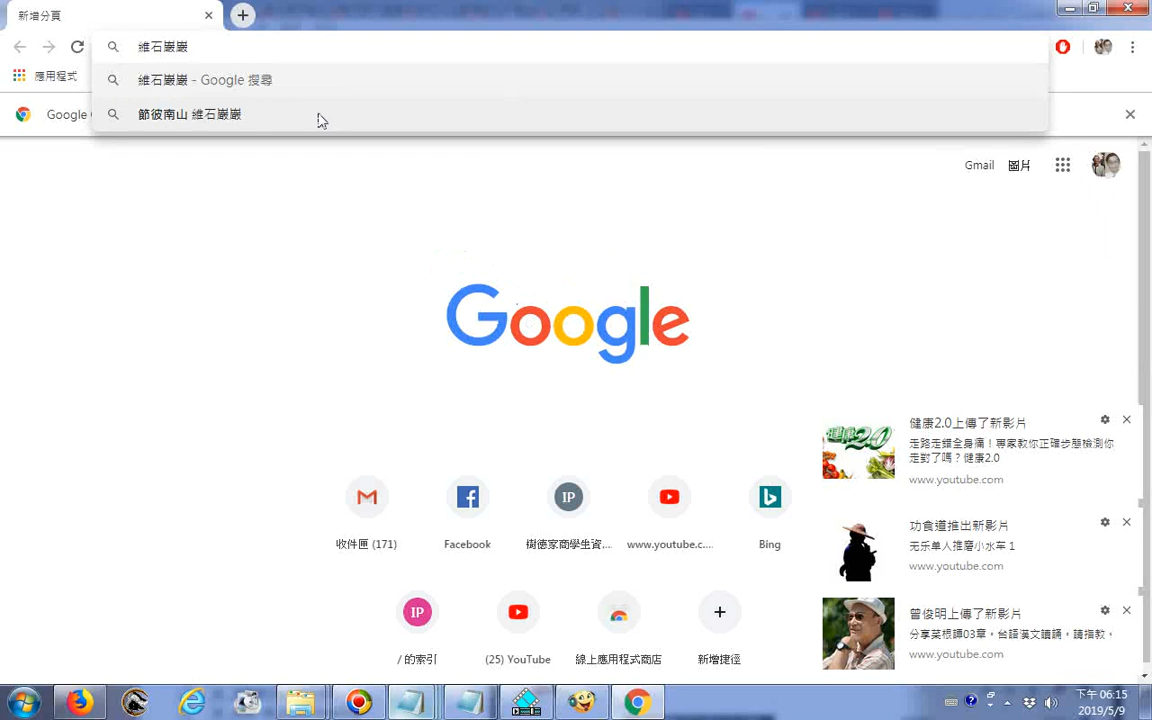 新增分頁
維石巖巖
應用程式
維石巖巖 - Google 搜尋
Google
節彼南山 維石巖巖
Gmail 圖片
Google
健康2.0上傳了新影片
走路走錯全身痛！專家教你正確步態檢測你
走對了嗎？健康2.0
www.youtube.com
健康2.0
功食道推出新影片
无乐单人推磨小水车 1
www.youtube.com
曾俊明上傳了新影片
分享菜根譚03章，台語漢文讀誦，請指教，
www.youtube.com
M
IP
收件匣 (171)
Facebook
樹德家商學生資...
www.youtube.c...
Bing
IP
/ 的索引
(25) YouTube
線上應用程式商店
新增捷徑
下午 06:15
2019/5/9